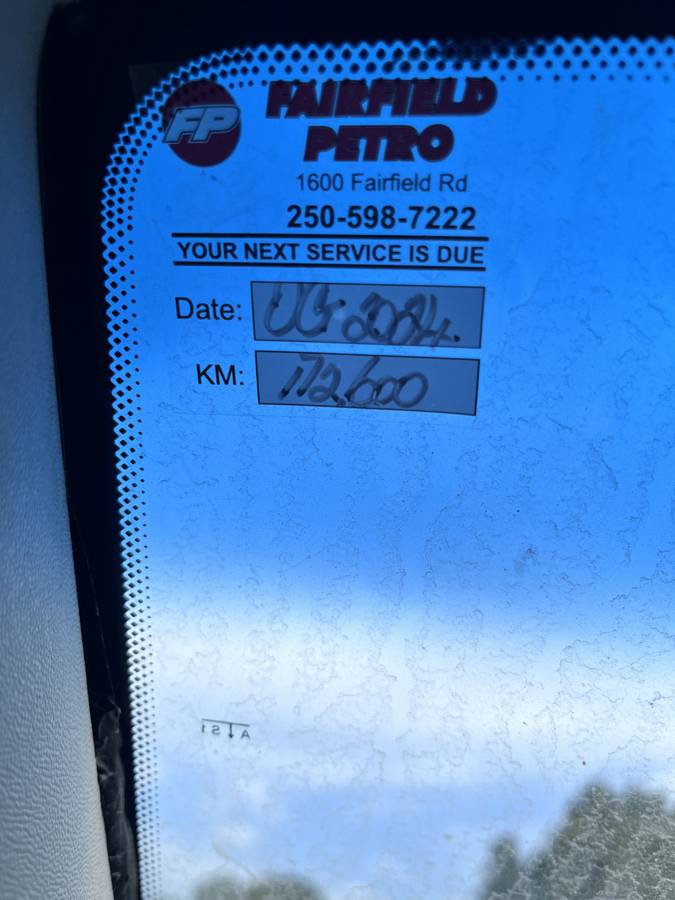 FP
FAIRFIELD
PETRO
1600 Fairfield Rd
250-598-7222
YOUR NEXT SERVICE IS DUE
Date: 2024.
KM: 172,600